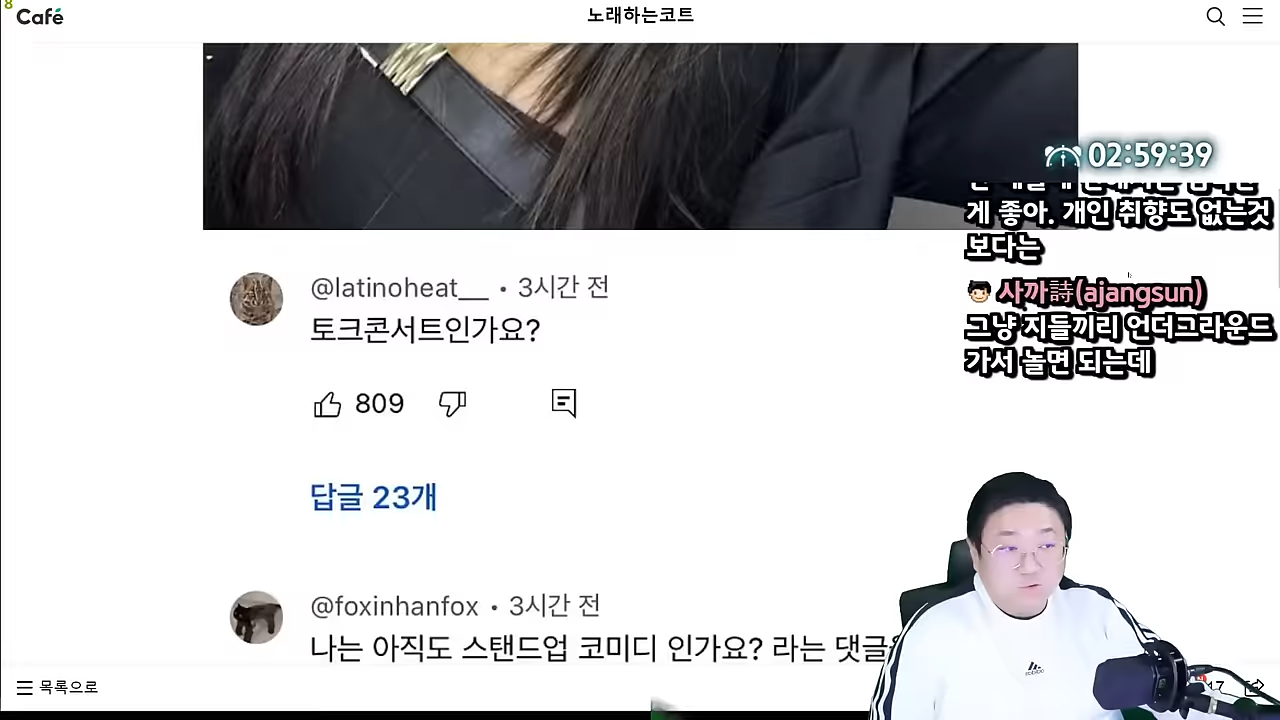 Café
노래하는코트
02:59:39
게 좋아. 개인 취향도 없는것
보다는
사까詩(ajangsun)
그냥 지들끼리 언더그라운드
가서 놀면 되는데
@latinoheat__ • 3시간 전
토크콘서트인가요?
809
답글 23개
@foxinhanfox • 3시간 전
나는 아직도 스탠드업 코미디 인가요? 라는 댓글
목록으로
17